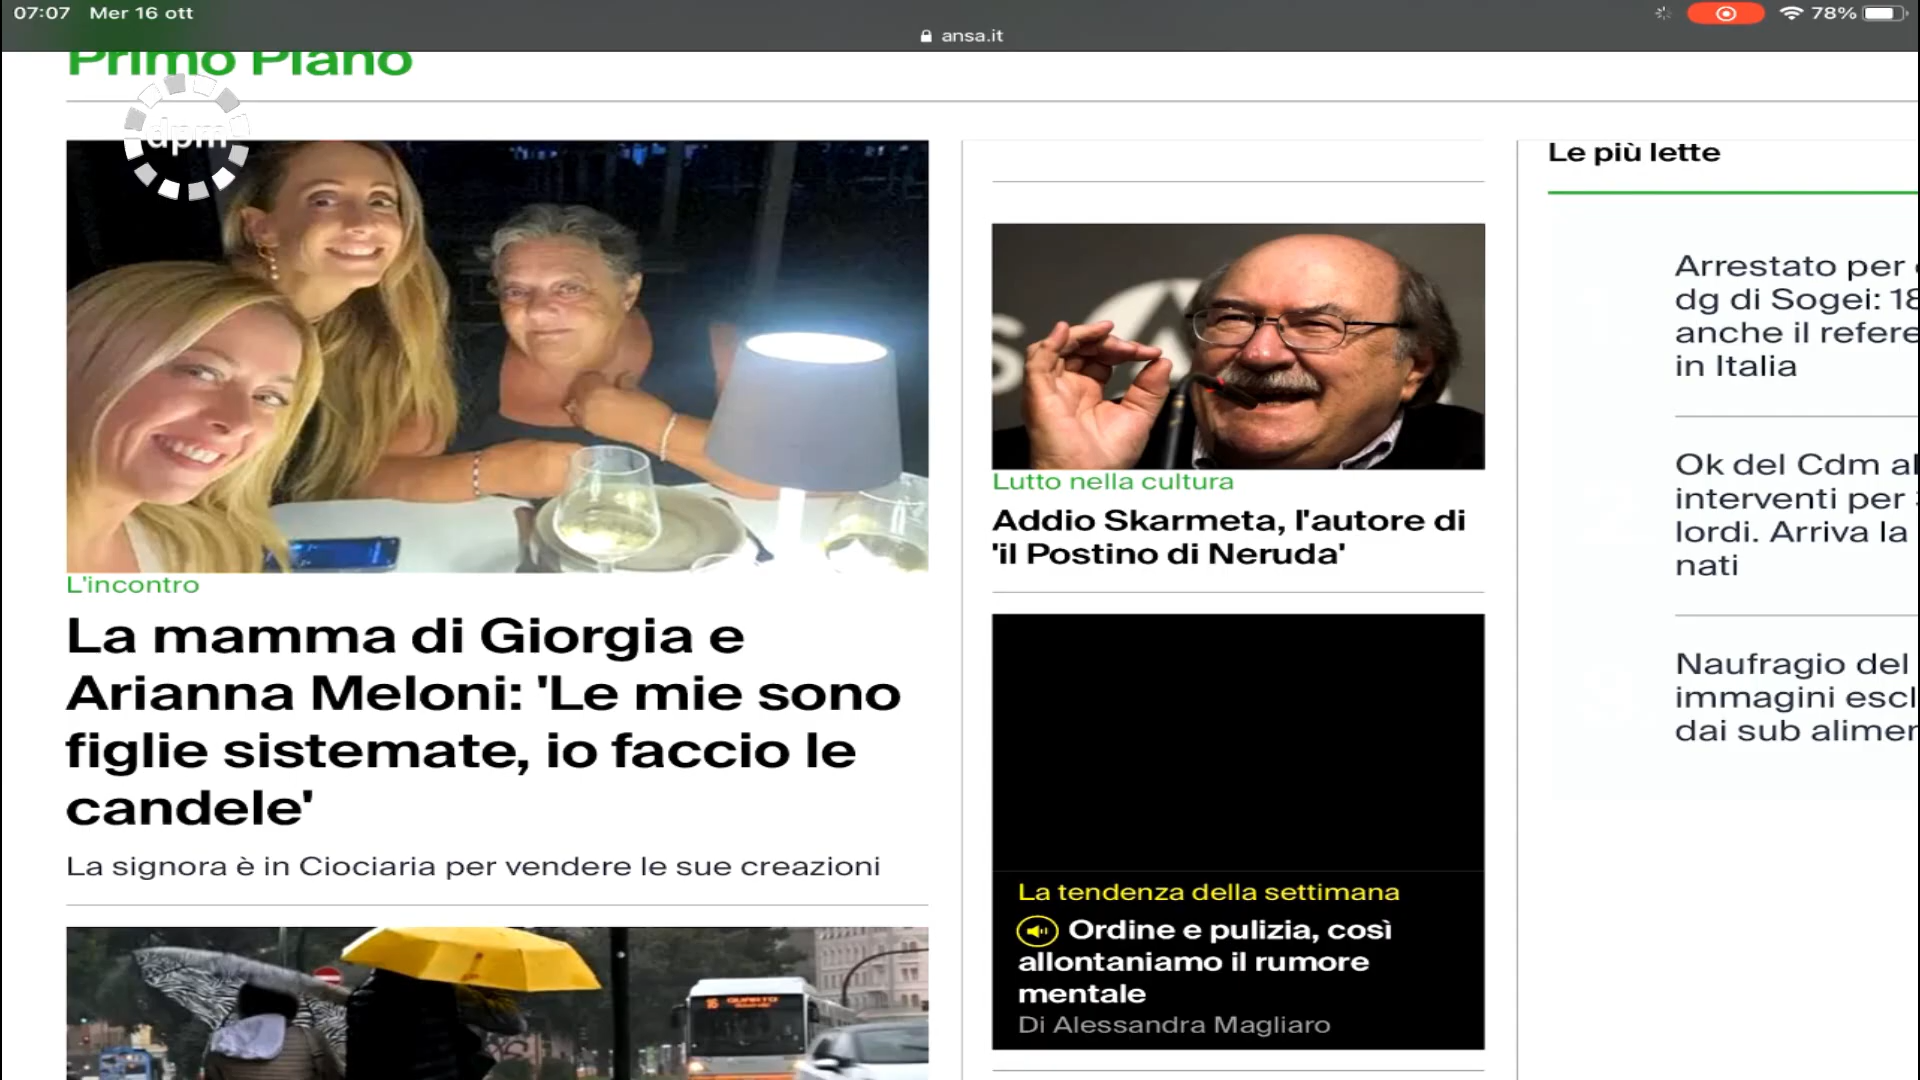 07:07 Mer 16 ott
78%
ansa.it
Primo Piano
dpm
L'incontro
La mamma di Giorgia e
Arianna Meloni: 'Le mie sono
figlie sistemate, io faccio le
candele'
La signora è in Ciociaria per vendere le sue creazioni
16 QUARTO
Lutto nella cultura
Addio Skarmeta, l'autore di
'il Postino di Neruda'
La tendenza della settimana
Ordine e pulizia, così
allontaniamo il rumore
mentale
Di Alessandra Magliaro
Le più lette
Arrestato per
dg di Sogei: 18
anche il refere
in Italia
Ok del Cdm al
interventi per
lordi. Arriva la
nati
Naufragio del
immagini escl
dai sub alimen